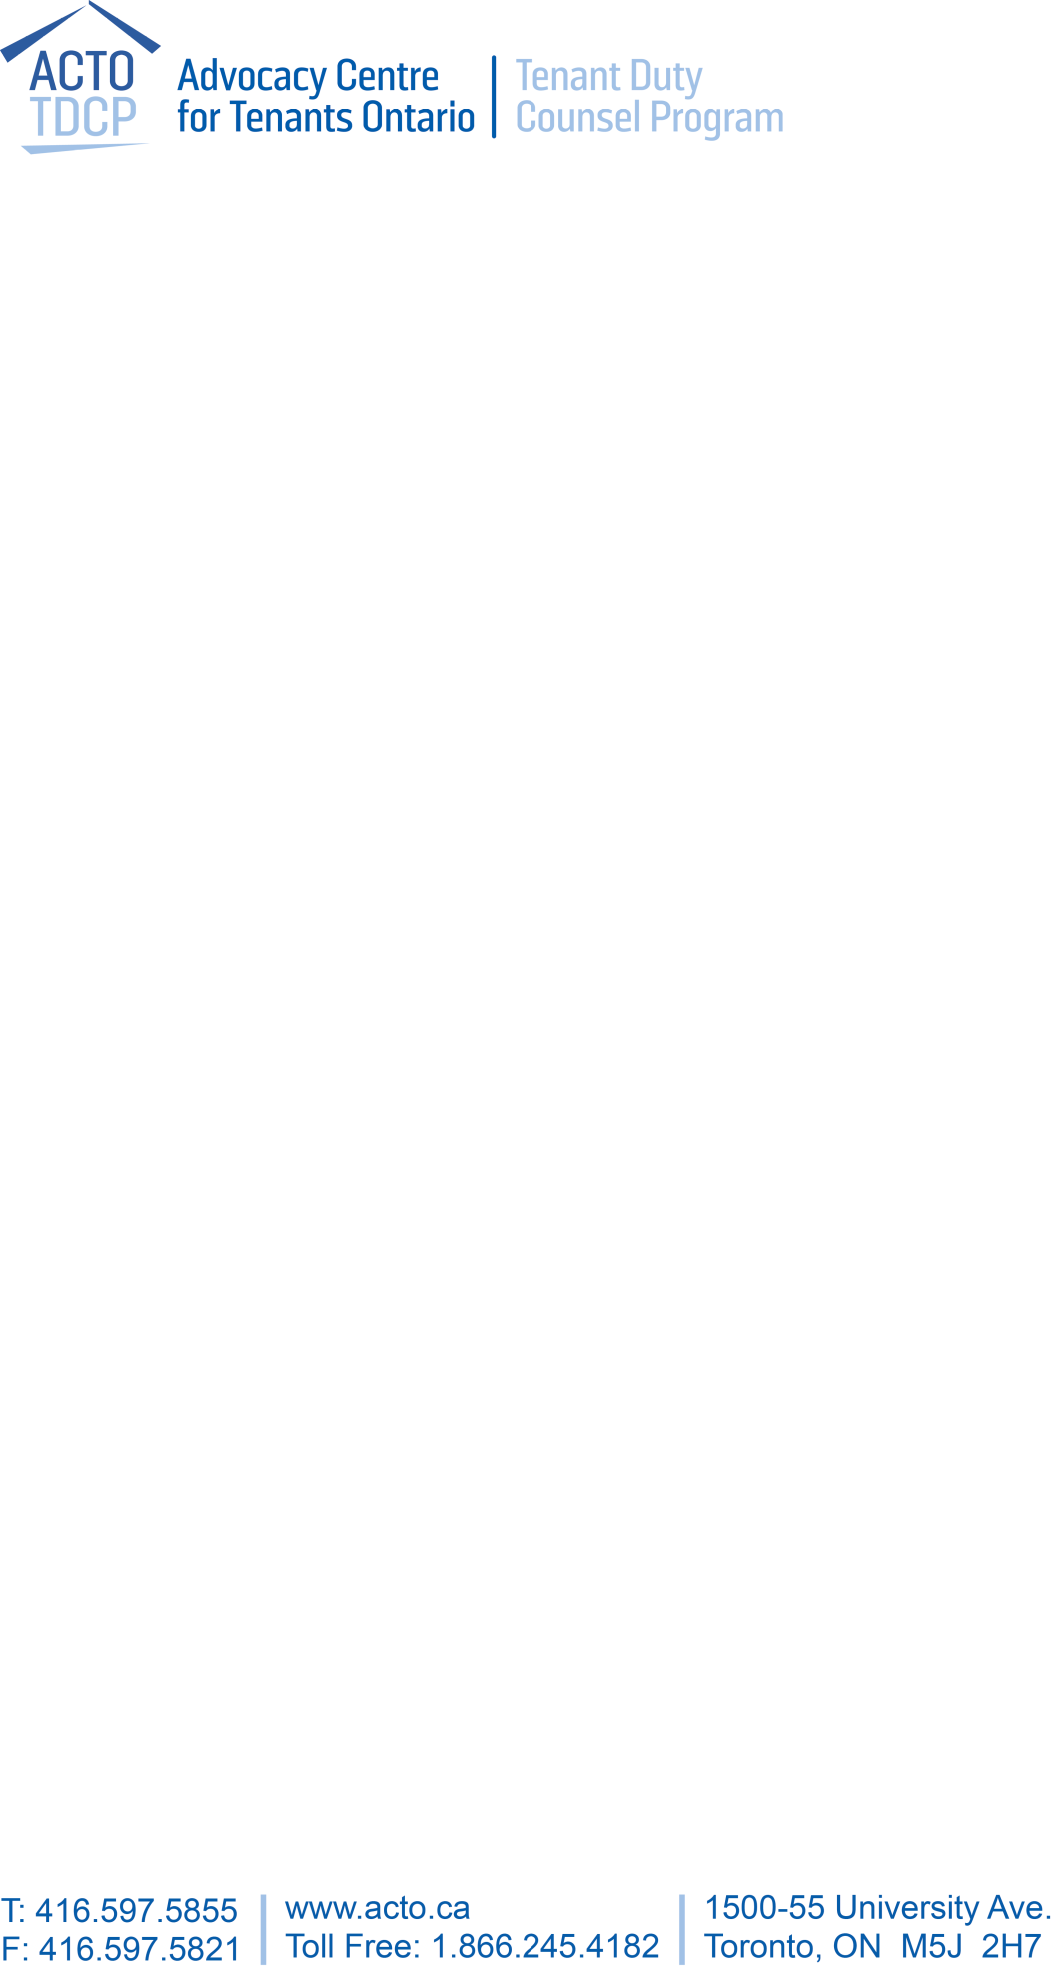 ACTO
TDCP
Advocacy Centre
for Tenants Ontario
Tenant Duty
Counsel Program
T: 416.597.5855
F: 416.597.5821
www.acto.ca
Toll Free: 1.866.245.4182
1500-55 University Ave.
Toronto, ON  M5J  2H7